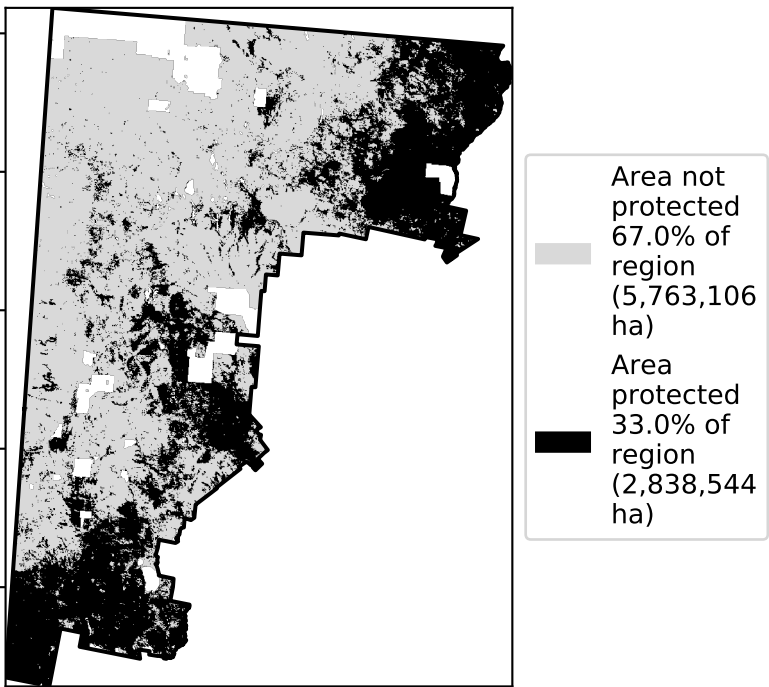 Area not
protected
67.0% of
region
(5,763,106
ha)
Area
protected
33.0% of
region
(2,838,544
ha)